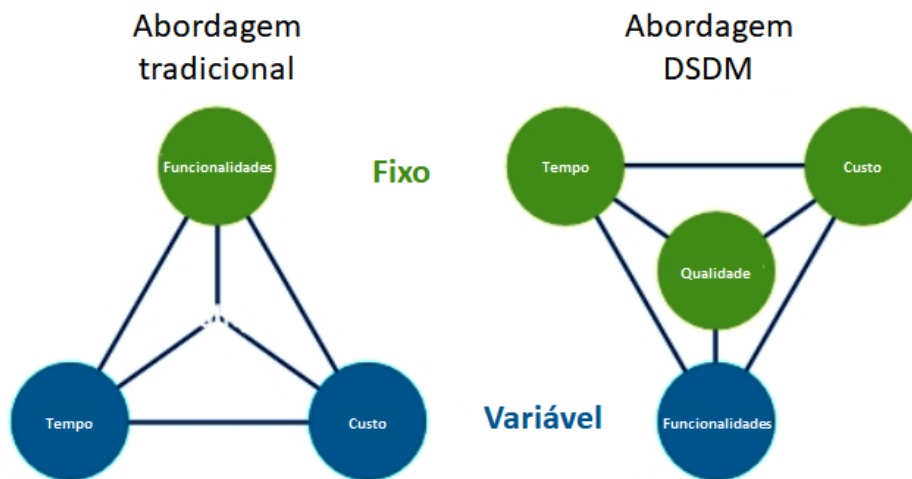 Abordagem
tradicional
Abordagem
DSDM
Funcionalidades
Fixo
Tempo
Custo
Qualidade
Tempo
Custo
Variável
Funcionalidades